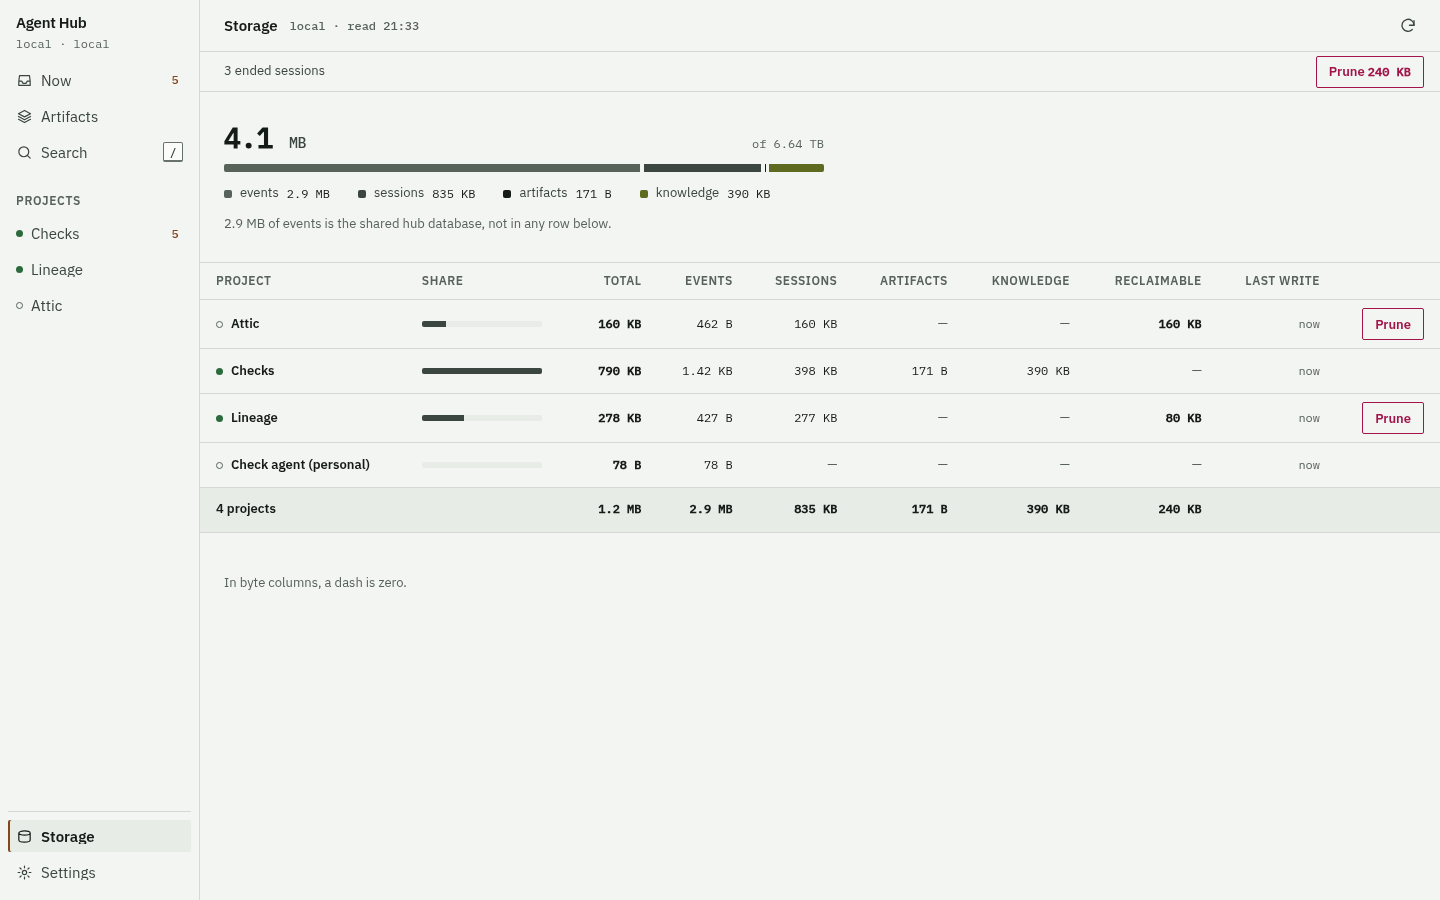 Agent Hub
local · local
Now 5
Artifacts
Search /
PROJECTS
Checks 5
Lineage
Attic
Storage
Settings
Storage local · read 21:33
3 ended sessions Prune 240 KB
4.1 MB of 6.64 TB
events 2.9 MB sessions 835 KB artifacts 171 B knowledge 390 KB
2.9 MB of events is the shared hub database, not in any row below.
PROJECT SHARE TOTAL EVENTS SESSIONS ARTIFACTS KNOWLEDGE RECLAIMABLE LAST WRITE
Attic 160 KB 462 B 160 KB — — 160 KB now Prune
Checks 790 KB 1.42 KB 398 KB 171 B 390 KB — now
Lineage 278 KB 427 B 277 KB — — 80 KB now Prune
Check agent (personal) 78 B 78 B — — — — now
4 projects 1.2 MB 2.9 MB 835 KB 171 B 390 KB 240 KB
In byte columns, a dash is zero.